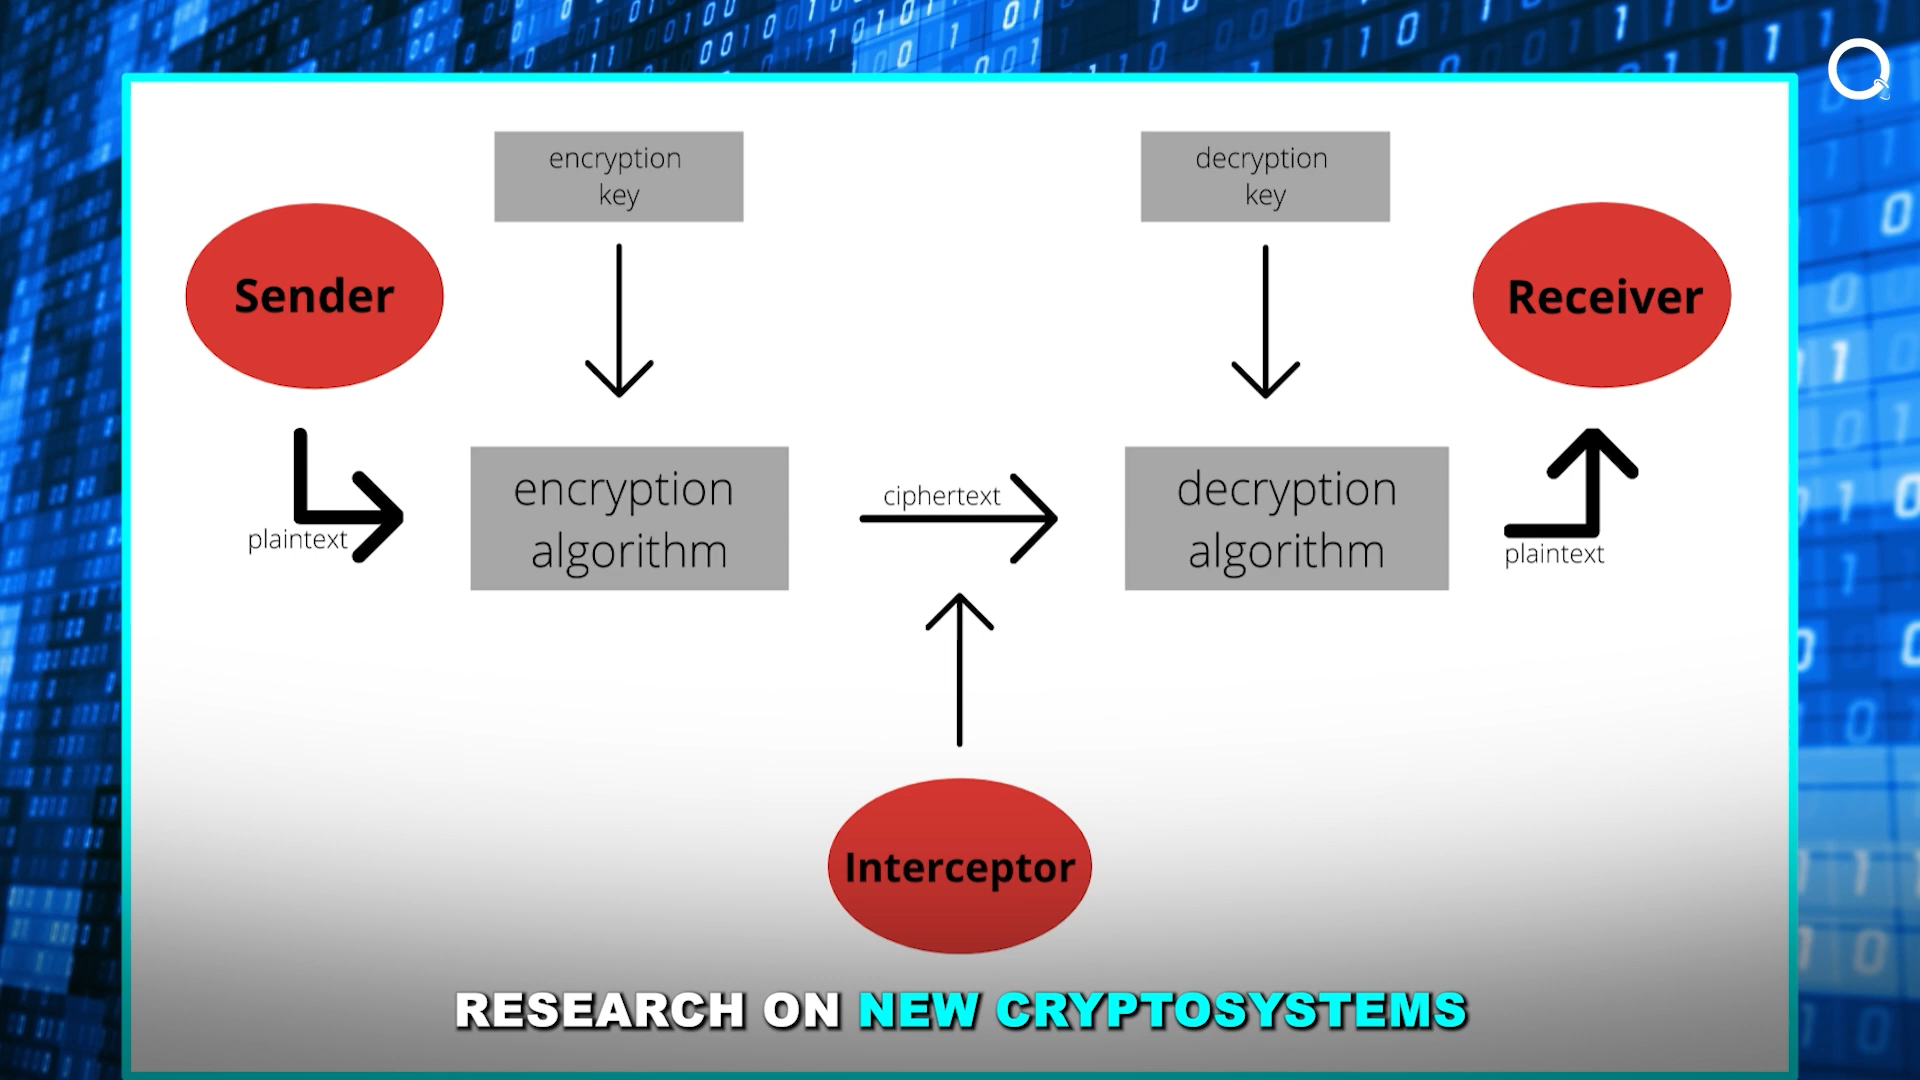 encryption
key
decryption
key
Sender
Receiver
plaintext
encryption
algorithm
ciphertext
decryption
algorithm
plaintext
Interceptor
RESEARCH ON NEW CRYPTOSYSTEMS